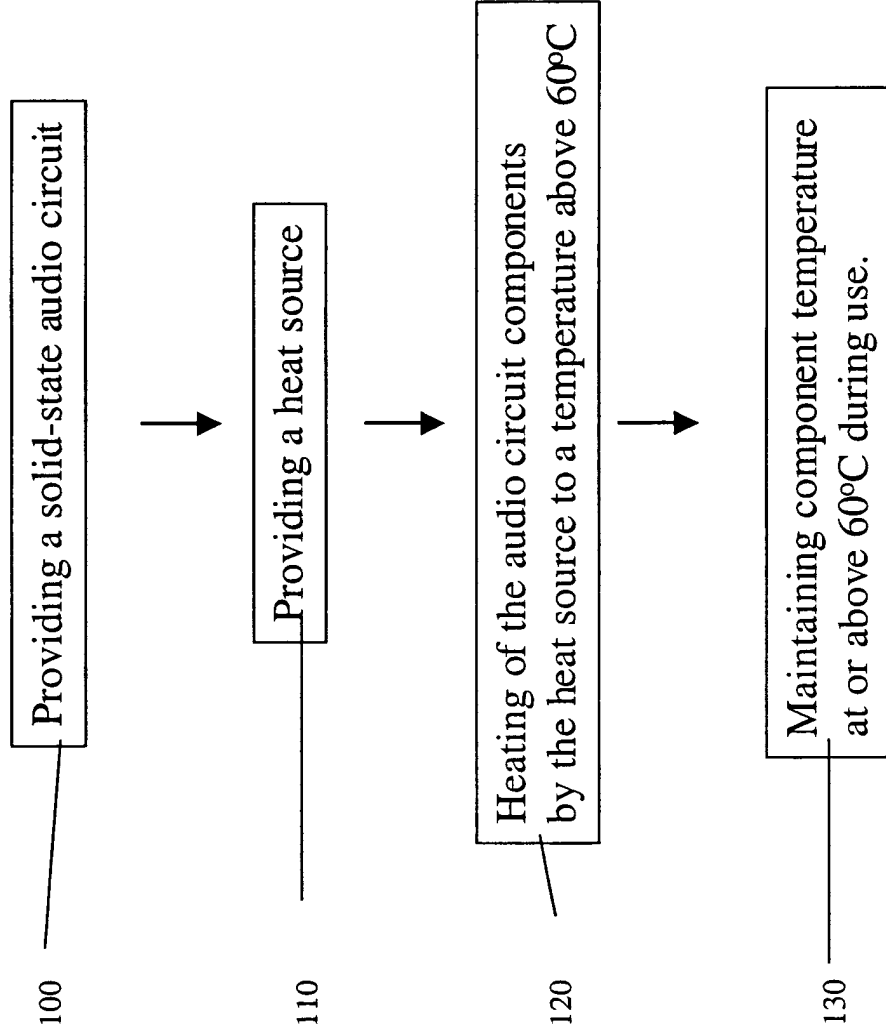 100
Providing a solid-state audio circuit
110
Providing a heat source
120
Heating of the audio circuit components
by the heat source to a temperature above 60ºC
130
Maintaining component temperature
at or above 60ºC during use.